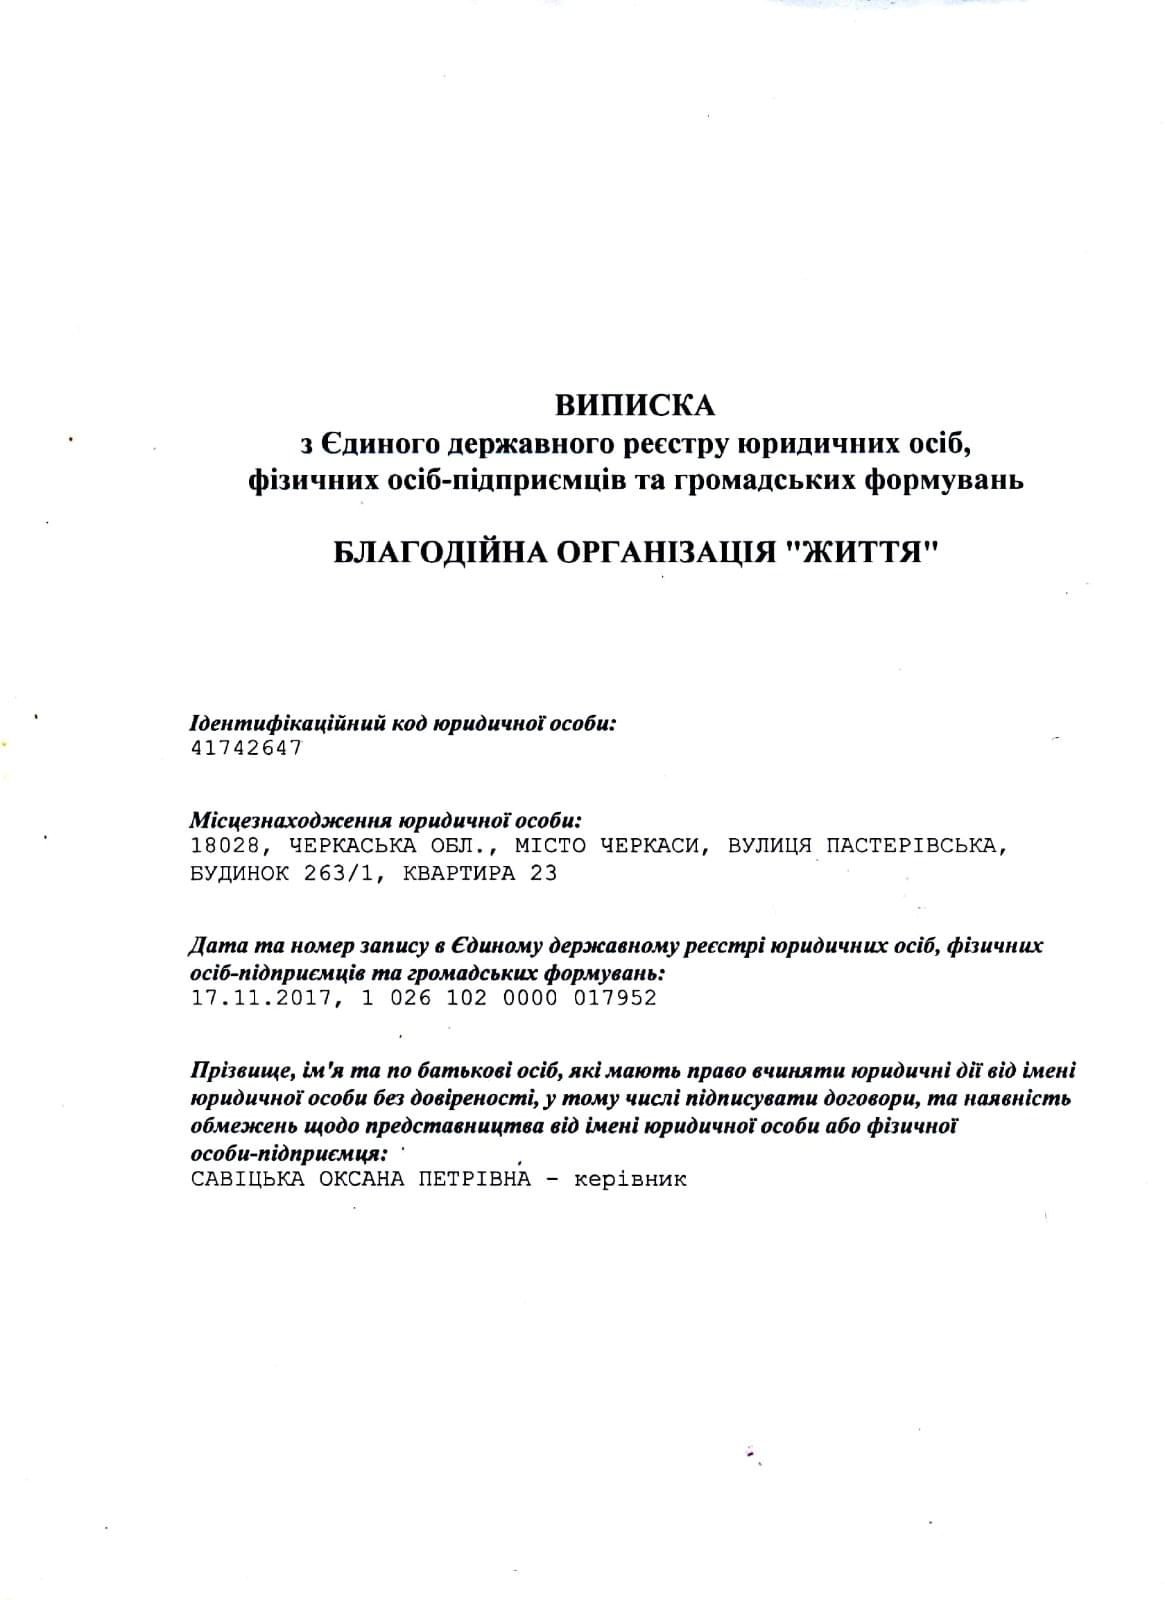 ВИПИСКА
з Єдиного державного реєстру юридичних осіб,
фізичних осіб-підприємців та громадських формувань
БЛАГОДІЙНА ОРГАНІЗАЦІЯ "ЖИТТЯ"
Ідентифікаційний код юридичної особи:
41742647
Місцезнаходження юридичної особи:
18028, ЧЕРКАСЬКА ОБЛ., МІСТО ЧЕРКАСИ, ВУЛИЦЯ ПАСТЕРІВСЬКА,
БУДИНОК 263/1, КВАРТИРА 23
Дата та номер запису в Єдиному державному реєстрі юридичних осіб, фізичних
осіб-підприємців та громадських формувань:
17.11.2017, 1 026 102 0000 017952
Прізвище, ім'я та по батькові осіб, які мають право вчиняти юридичні дії від імені
юридичної особи без довіреності, у тому числі підписувати договори, та наявність
обмежень щодо представництва від імені юридичної особи або фізичної
особи-підприємця:
САВІЦЬКА ОКСАНА ПЕТРІВНА – керівник